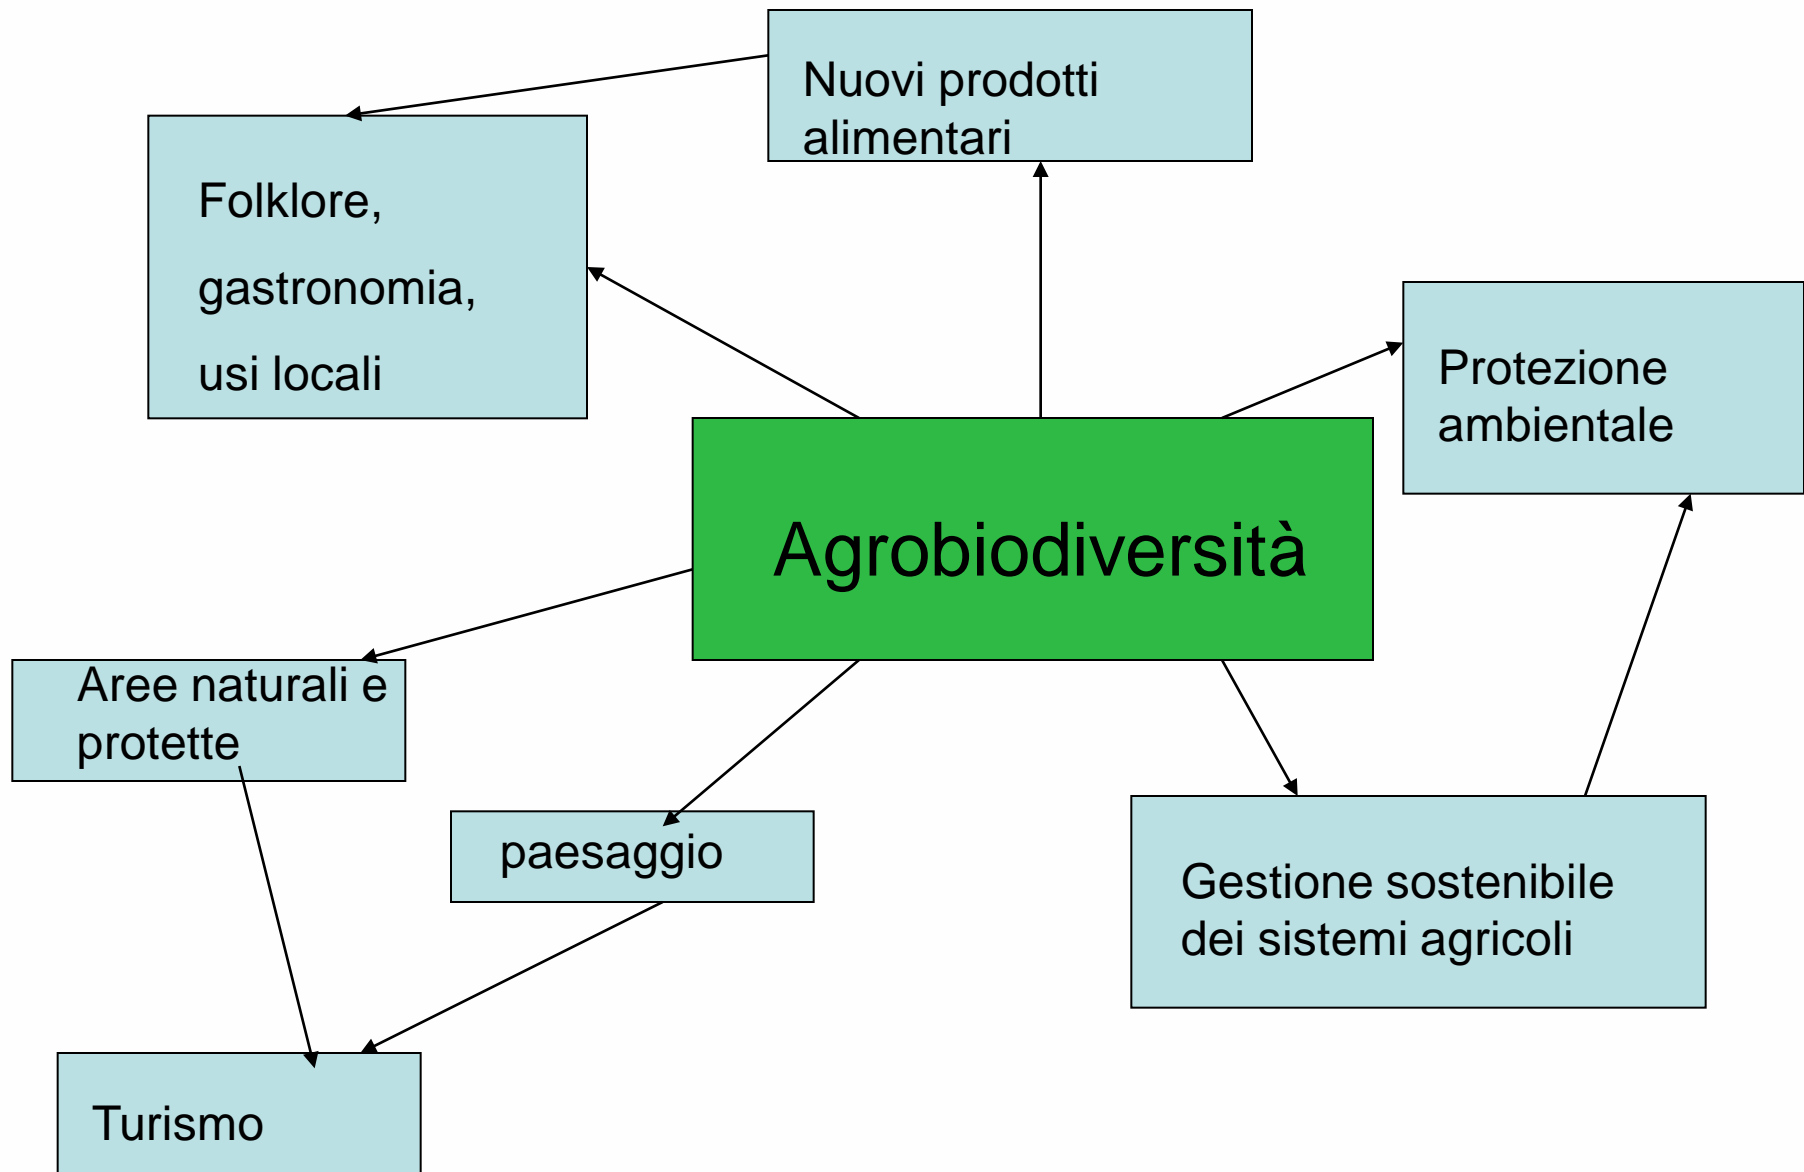 Nuovi prodotti
alimentari
Folklore,
gastronomia,
usi locali
Protezione
ambientale
Agrobiodiversità
Aree naturali e
protette
paesaggio
Gestione sostenibile
dei sistemi agricoli
Turismo